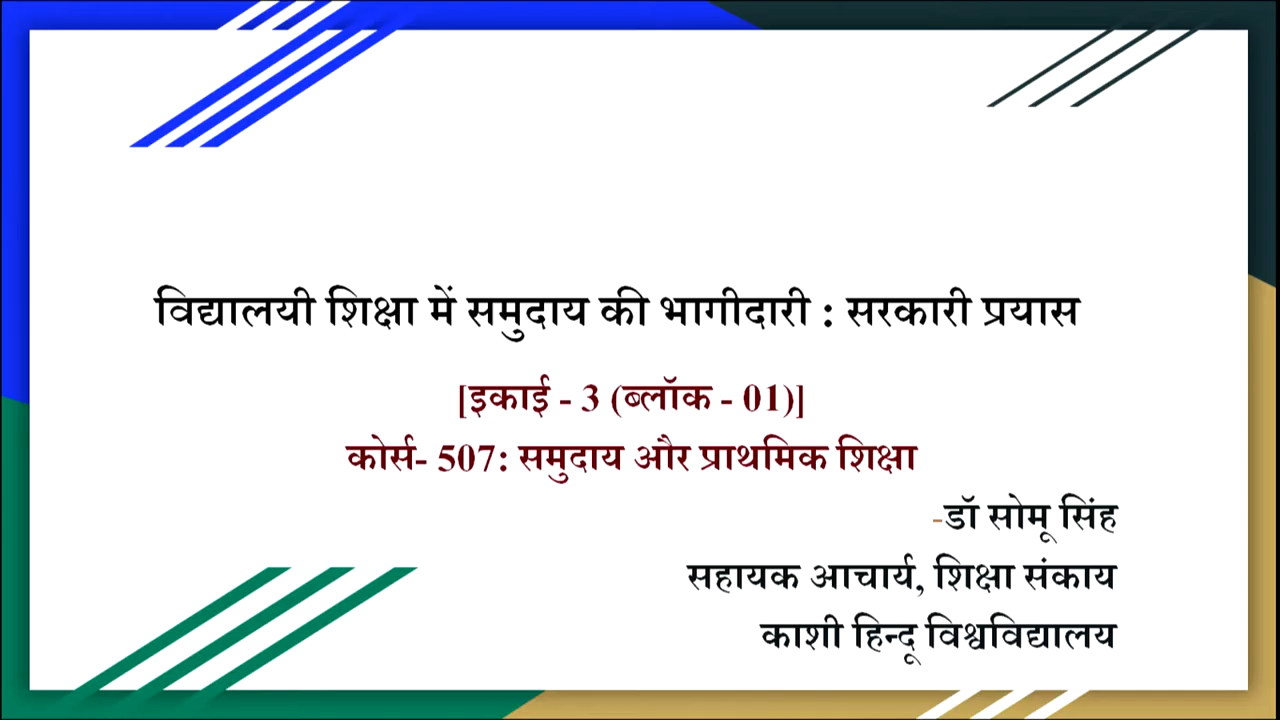 विद्यालयी शिक्षा में समुदाय की भागीदारी : सरकारी प्रयास
[इकाई - 3 (ब्लॉक - 01)]
कोर्स- 507: समुदाय और प्राथमिक शिक्षा
-डॉ सोमू सिंह
सहायक आचार्य, शिक्षा संकाय
काशी हिन्दू विश्वविद्यालय